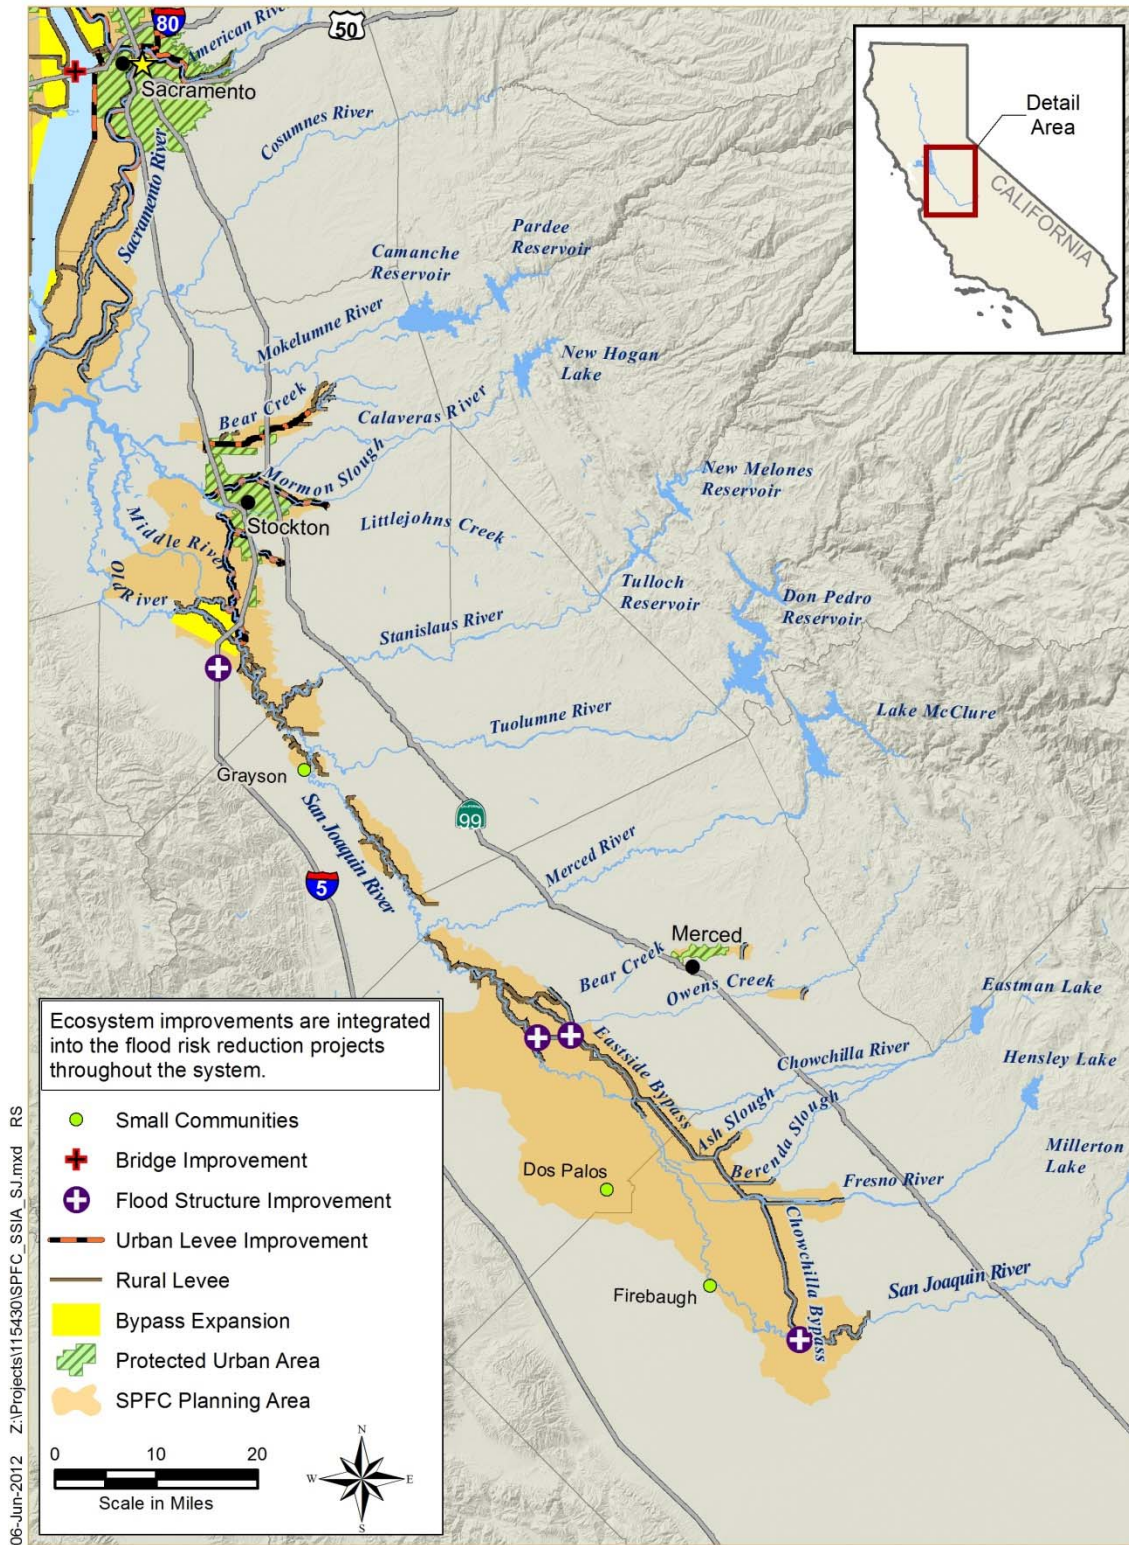 80
50
American River
Sacramento
Cosumnes River
Sacramento River
Detail
Area
CALIFORNIA
Pardee
Reservoir
Camanche
Reservoir
Mokelumne River
New Hogan
Lake
Bear Creek
Calaveras River
Mormon Slough
New Melones
Reservoir
Stockton
Littlejohns Creek
Middle River
Old River
Tulloch
Reservoir
Don Pedro
Reservoir
Stanislaus River
Tuolumne River
Lake McClure
Grayson
San Joaquin River
CALIFORNIA
99
5
Merced River
Merced
Bear Creek
Owens Creek
Eastman Lake
Eastside Bypass
Chowchilla River
Hensley Lake
Ash Slough
Berenda Slough
Millerton
Lake
Dos Palos
Fresno River
Chowchilla Bypass
San Joaquin River
Firebaugh
Ecosystem improvements are integrated
into the flood risk reduction projects
throughout the system.
Small Communities
Bridge Improvement
Flood Structure Improvement
Urban Levee Improvement
Rural Levee
Bypass Expansion
Protected Urban Area
SPFC Planning Area
0 10 20
Scale in Miles
N
W E
S
06-Jun-2012 Z:\Projects\115430\SPFC_SSIA_SJ.mxd RS